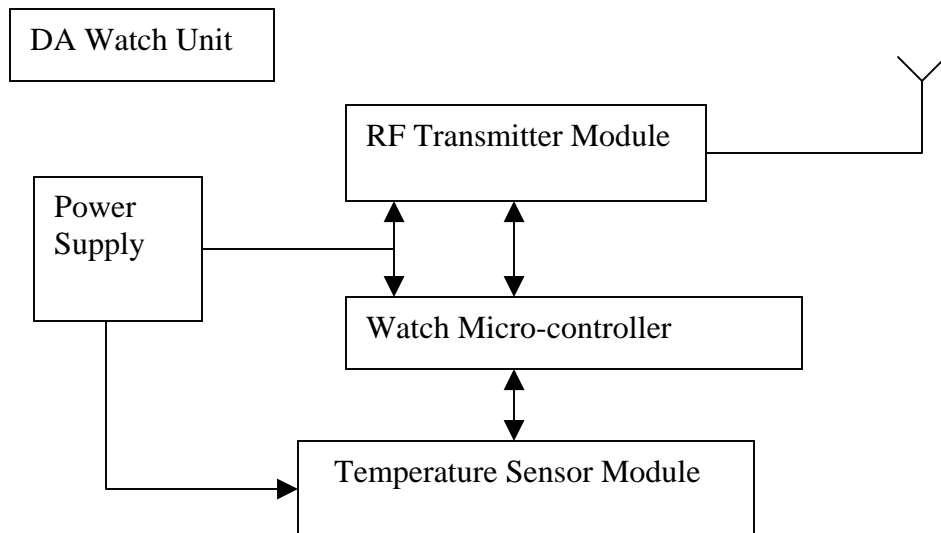 DA Watch Unit
RF Transmitter Module
Power
Supply
Watch Micro-controller
Temperature Sensor Module